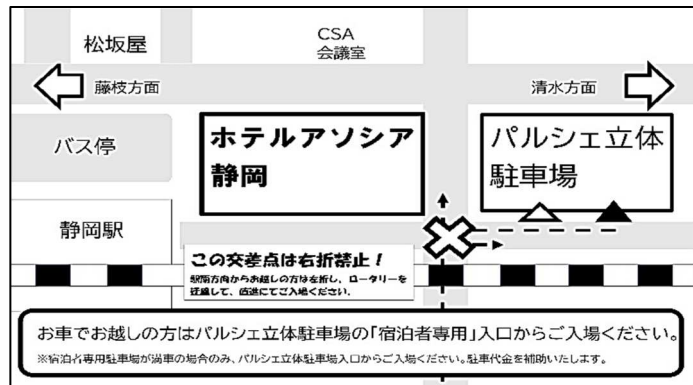 松坂屋
CSA
会議室
藤枝方面
清水方面
バス停
ホテルアソシア
静岡
パルシェ立体
駐車場
静岡駅
この交差点は右折禁止!
駅南方向からお越しの方は左折し、ロータリーを
迂回して、直進にてご入場ください。
お車でお越しの方はパルシェ立体駐車場の「宿泊者専用」入口からご入場ください。
※宿泊者専用駐車場が満車の場合のみ、パルシェ立体駐車場入口からご入場ください。駐車代金を補助いたします。